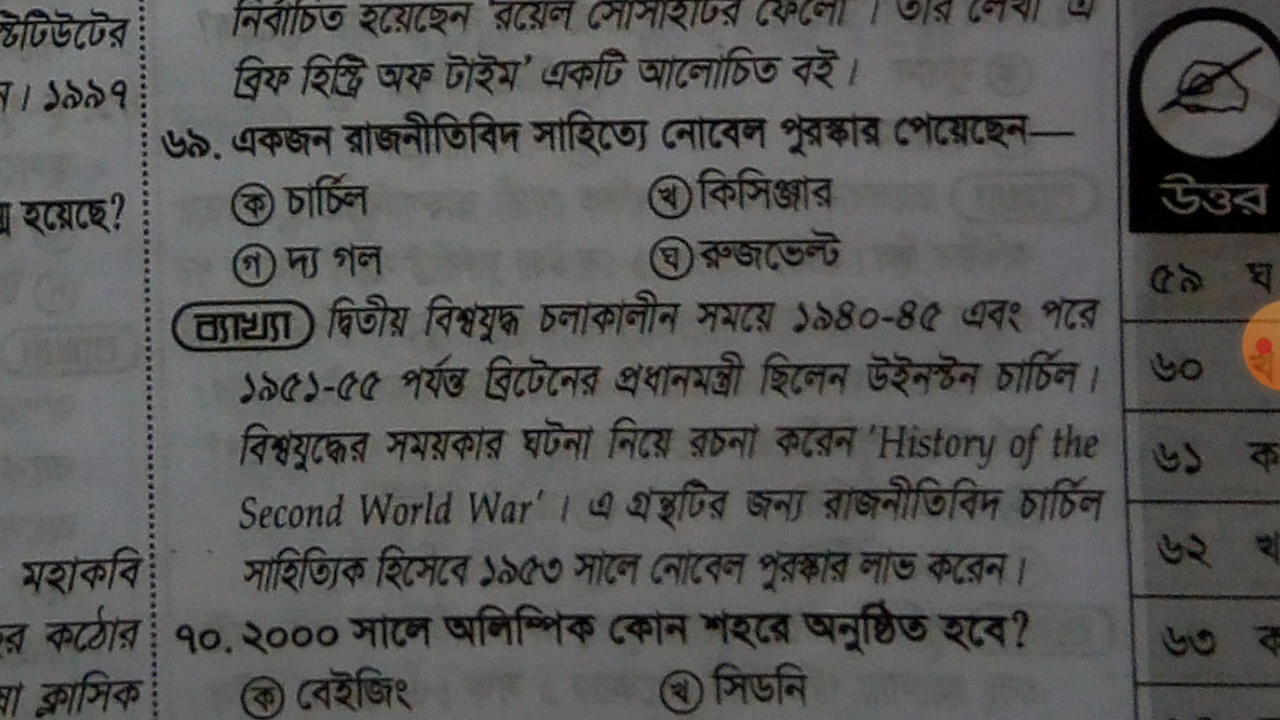 ষ্টিটিউটের
১৯৯৭
হয়েছে?
মহাকবি
কঠোর
ক্লাসিক
নির্বাচিত হয়েছেন রয়েল সোসাইটির ফেলো। তার লেখা এ
ব্রিফ হিস্ট্রি অফ টাইম' একটি আলোচিত বই।
৬৯. একজন রাজনীতিবিদ সাহিত্যে নোবেল পুরস্কার পেয়েছেন—
ক চার্চিল খ কিসিঞ্জার
গ দ্য গল ঘ রুজভেল্ট
ব্যাখ্যা দ্বিতীয় বিশ্বযুদ্ধ চলাকালীন সময়ে ১৯৪০-৪৫ এবং পরে
১৯৫১-৫৫ পর্যন্ত ব্রিটেনের প্রধানমন্ত্রী ছিলেন উইনস্টন চার্চিল।
বিশ্বযুদ্ধের সময়কার ঘটনা নিয়ে রচনা করেন 'History of the
Second World War'। এ গ্রন্থটির জন্য রাজনীতিবিদ চার্চিল
সাহিত্যিক হিসেবে ১৯৫৩ সালে নোবেল পুরস্কার লাভ করেন।
৭০. ২০০০ সালে অলিম্পিক কোন শহরে অনুষ্ঠিত হবে?
ক বেইজিং খ সিডনি
উত্তর
৫৯ ঘ
৬০
৬১ ক
৬২ খ
৬৩ ক